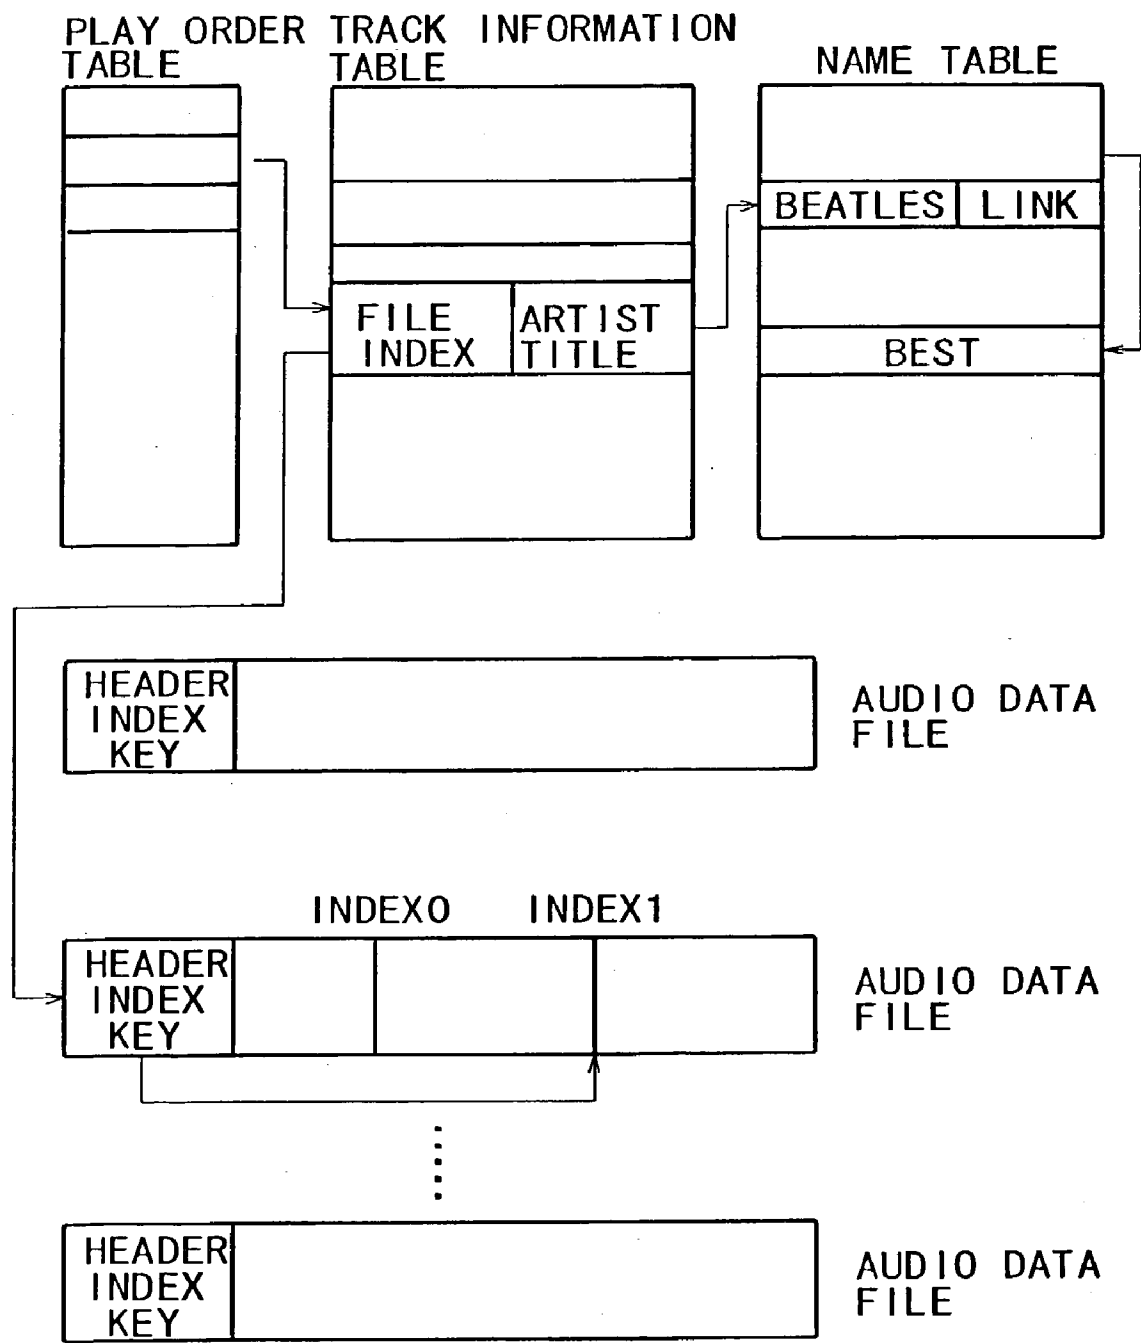 PLAY ORDER TABLE
TRACK INFORMATION TABLE
NAME TABLE
BEATLES LINK
FILE INDEX
ARTIST TITLE
BEST
HEADER
INDEX
KEY
AUDIO DATA
FILE
INDEX0 INDEX1
HEADER
INDEX
KEY
AUDIO DATA
FILE
HEADER
INDEX
KEY
AUDIO DATA
FILE